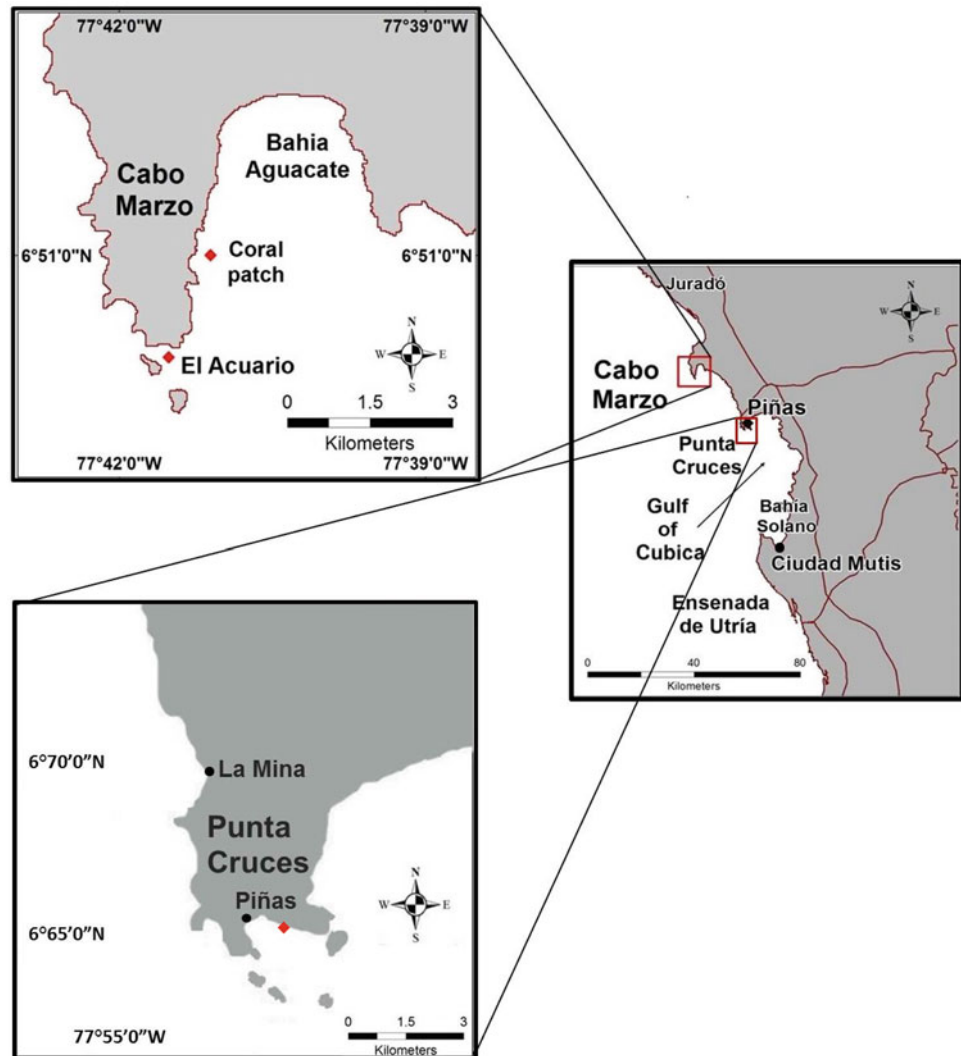 77°42'0"W
77°39'0"W
Bahia
Aguacate
Cabo
Marzo
6°51'0"N
Coral
patch
6°51'0"N
N
W
E
S
El Acuario
0
1.5
3
Kilometers
77°42'0"W
77°39'0"W
Juradó
N
W
E
S
Cabo
Marzo
Piñas
Punta
Cruces
Gulf
of
Cubica
Bahia
Solano
Ciudad Mutis
Ensenada
de Utría
0
40
80
Kilometers
6°70'0"N
La Mina
Punta
Cruces
Piñas
N
W
E
S
6°65'0"N
0
1.5
3
Kilometers
77°55'0"W